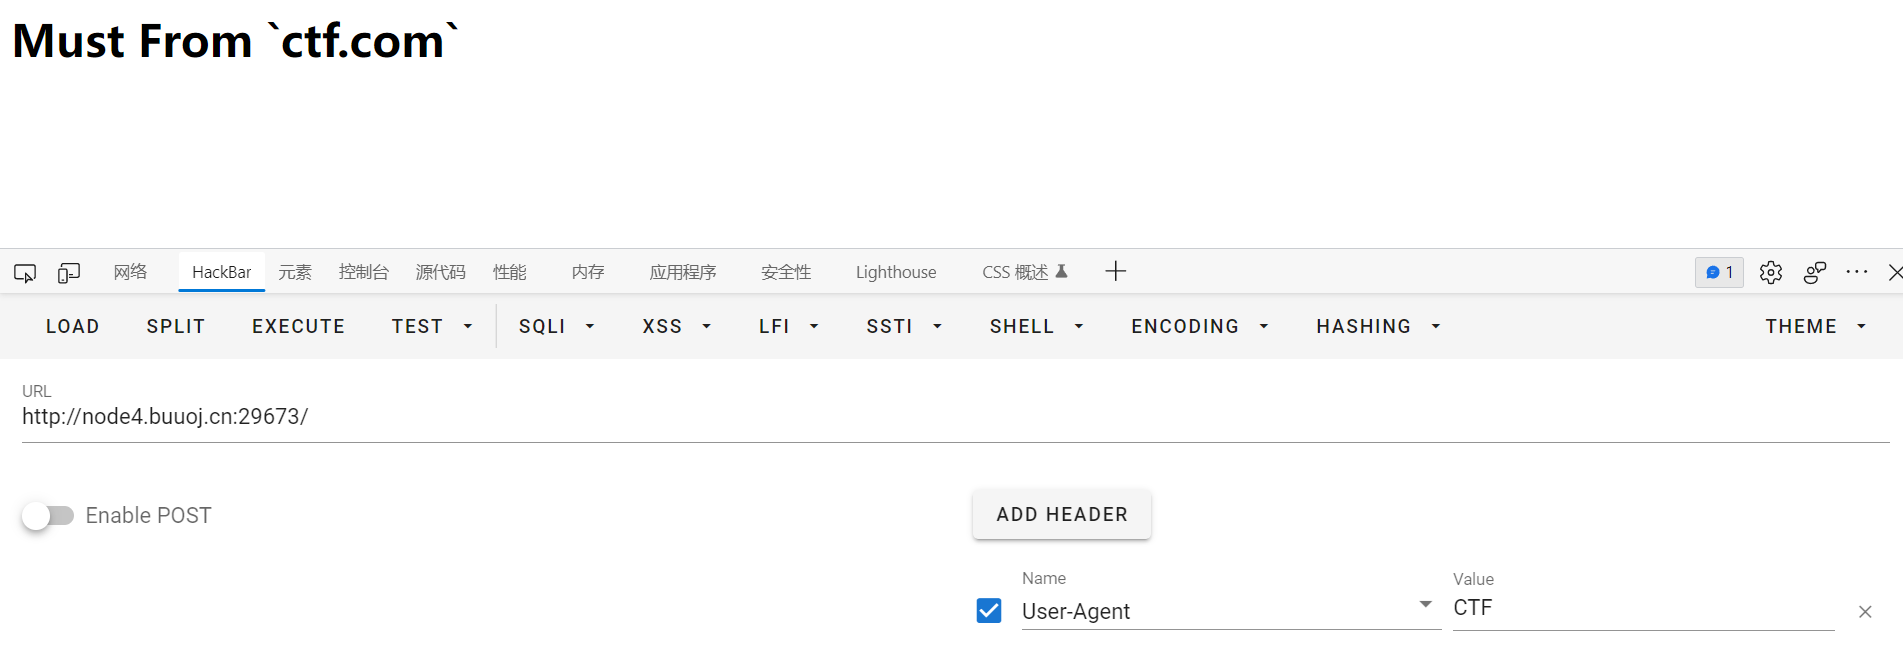 Must From `ctf.com`
网络 HackBar 元素 控制台 源代码 性能 内存 应用程序 安全性 Lighthouse CSS 概述 1
LOAD SPLIT EXECUTE TEST SQLI XSS LFI SSTI SHELL ENCODING HASHING THEME
URL
http://node4.buuoj.cn:29673/
Enable POST ADD HEADER
Name Value
User-Agent CTF